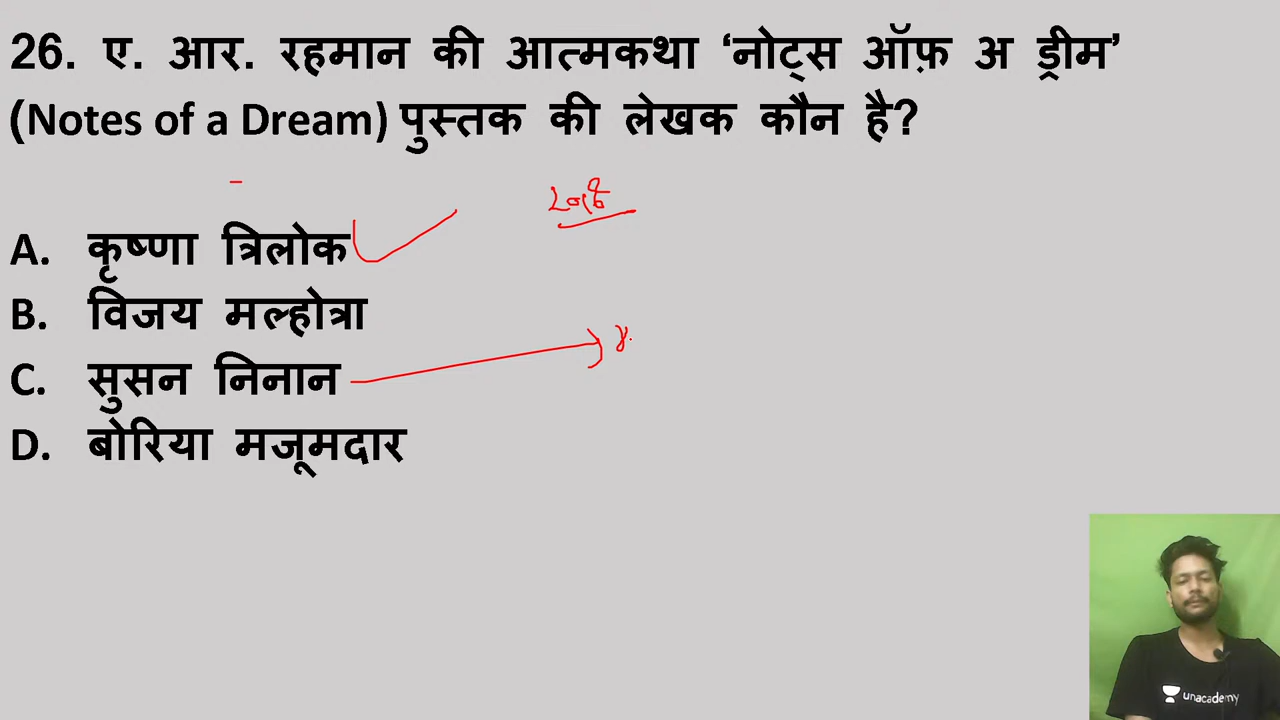 26. ए. आर. रहमान की आत्मकथा ‘नोट्स ऑफ़ अ ड्रीम’
(Notes of a Dream) पुस्तक की लेखक कौन है?
A. कृष्णा त्रिलोक
B. विजय मल्होत्रा
C. सुसन निनान
D. बोरिया मजूमदार
unacademy